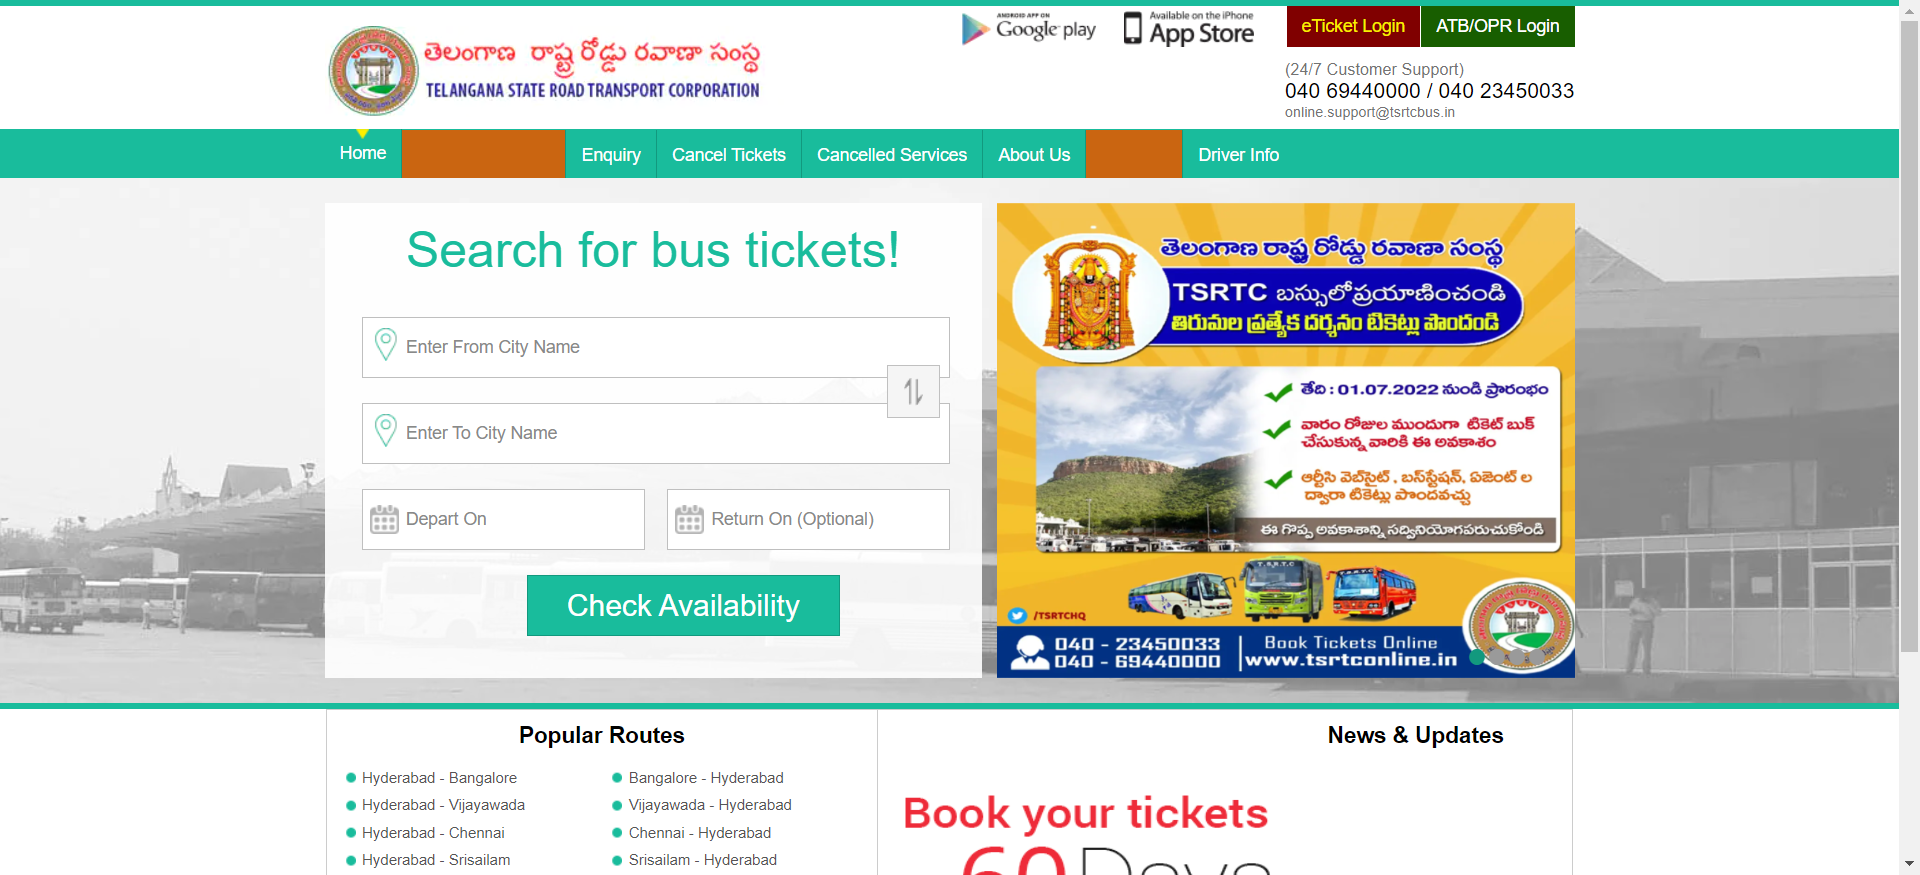 ANDROID APP ON
Google play
Available on the iPhone
App Store
eTicket Login
ATB/OPR Login
తెలంగాణ రాష్ట్ర రోడ్డు రవాణా సంస్థ
TELANGANA STATE ROAD TRANSPORT CORPORATION
(24/7 Customer Support)
040 69440000 / 040 23450033
online.support@tsrtcbus.in
Home
Enquiry
Cancel Tickets
Cancelled Services
About Us
Driver Info
Search for bus tickets!
Enter From City Name
Enter To City Name
Depart On
Return On (Optional)
Check Availability
తెలంగాణ రాష్ట్ర రోడ్డు రవాణా సంస్థ
TSRTC బస్సులో ప్రయాణించండి
తిరుమల ప్రత్యేక దర్శనం టికెట్లు పొందండి
తేది : 01.07.2022 నుండి ప్రారంభం
వారం రోజుల ముందుగా టికెట్ బుక్
చేసుకున్న వారికి ఈ అవకాశం
ఆర్టీసి వెబ్‌సైట్ , బస్‌స్టేషన్, ఏజెంట్ ల
ద్వారా టికెట్లు పొందవచ్చు
ఈ గొప్ప అవకాశాన్ని సద్వినియోగపరుచుకోండి
T.S.R.T.C
/TSRTCHQ
040 - 23450033
040 - 69440000
Book Tickets Online
www.tsrtconline.in
Popular Routes
Hyderabad - Bangalore
Bangalore - Hyderabad
Hyderabad - Vijayawada
Vijayawada - Hyderabad
Hyderabad - Chennai
Chennai - Hyderabad
Hyderabad - Srisailam
Srisailam - Hyderabad
News & Updates
Book your tickets
60 Days